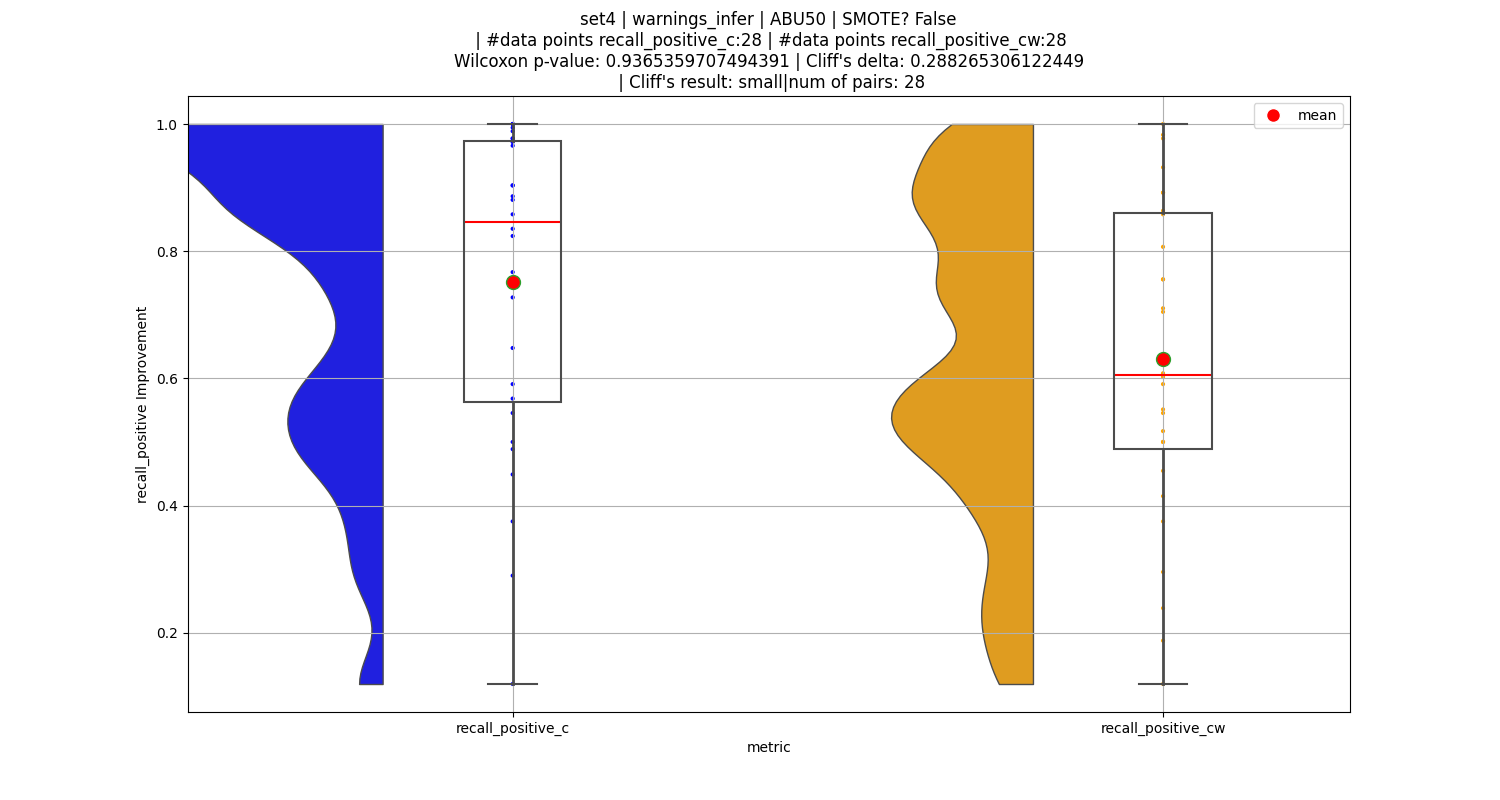 set4 | warnings_infer | ABU50 | SMOTE? False
| #data points recall_positive_c:28 | #data points recall_positive_cw:28
Wilcoxon p-value: 0.9365359707494391 | Cliff's delta: 0.288265306122449
| Cliff's result: small|num of pairs: 28
mean
1.0
0.8
0.6
0.4
0.2
recall_positive Improvement
recall_positive_c
recall_positive_cw
metric